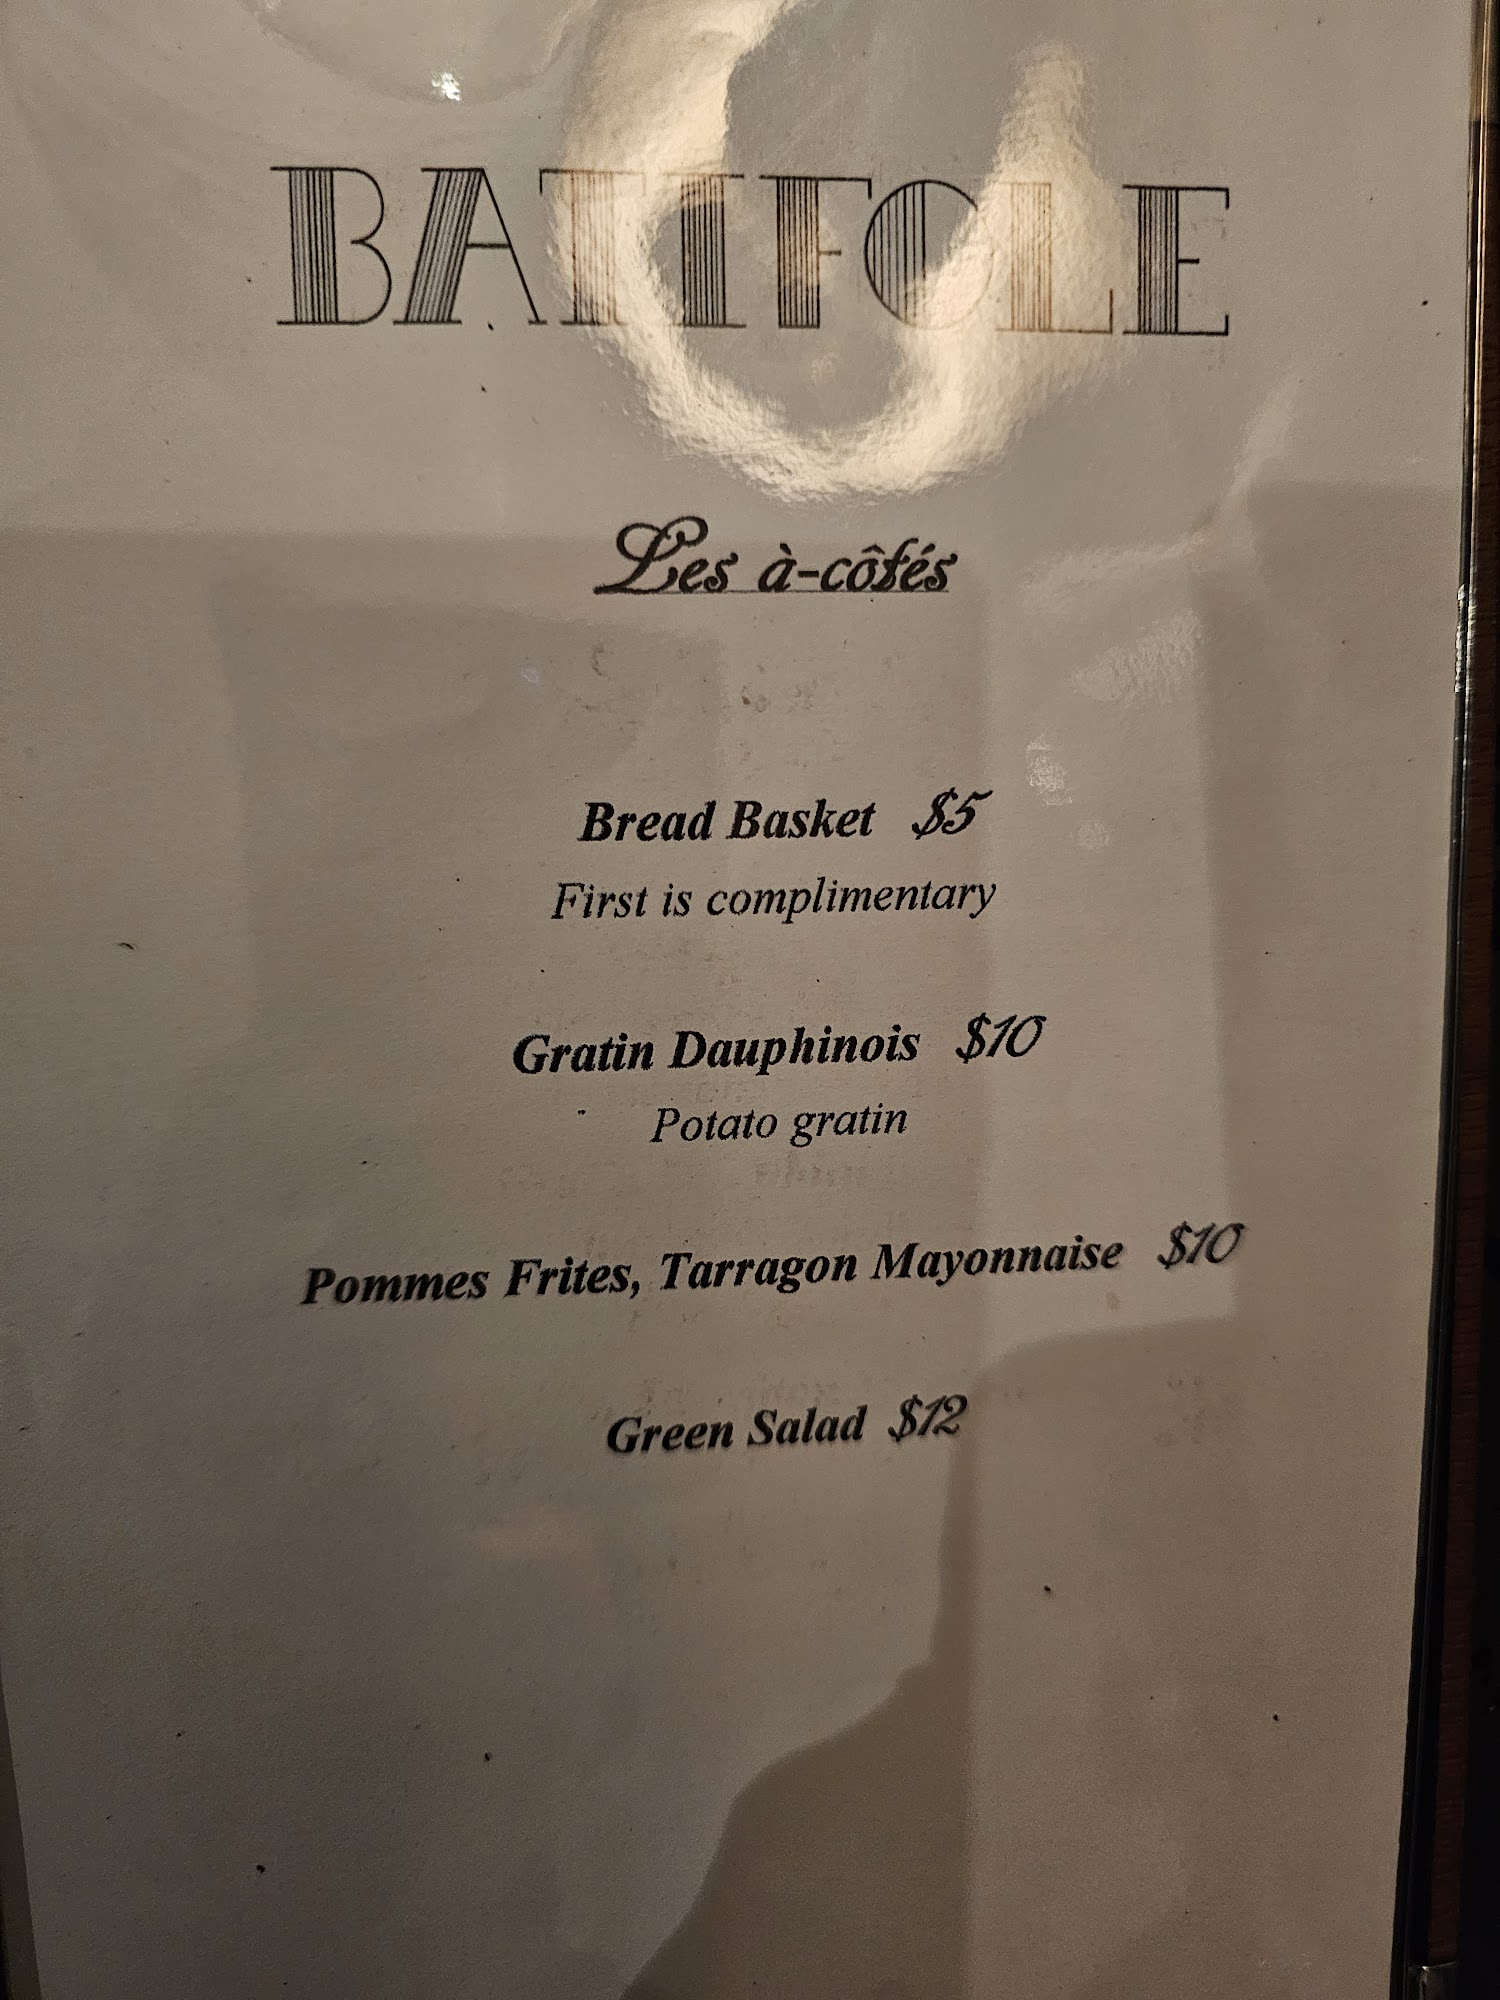 BATIFOLE
Les à-côtés
Bread Basket $5
First is complimentary
Gratin Dauphinois $10
Potato gratin
Pommes Frites, Tarragon Mayonnaise $10
Green Salad $12